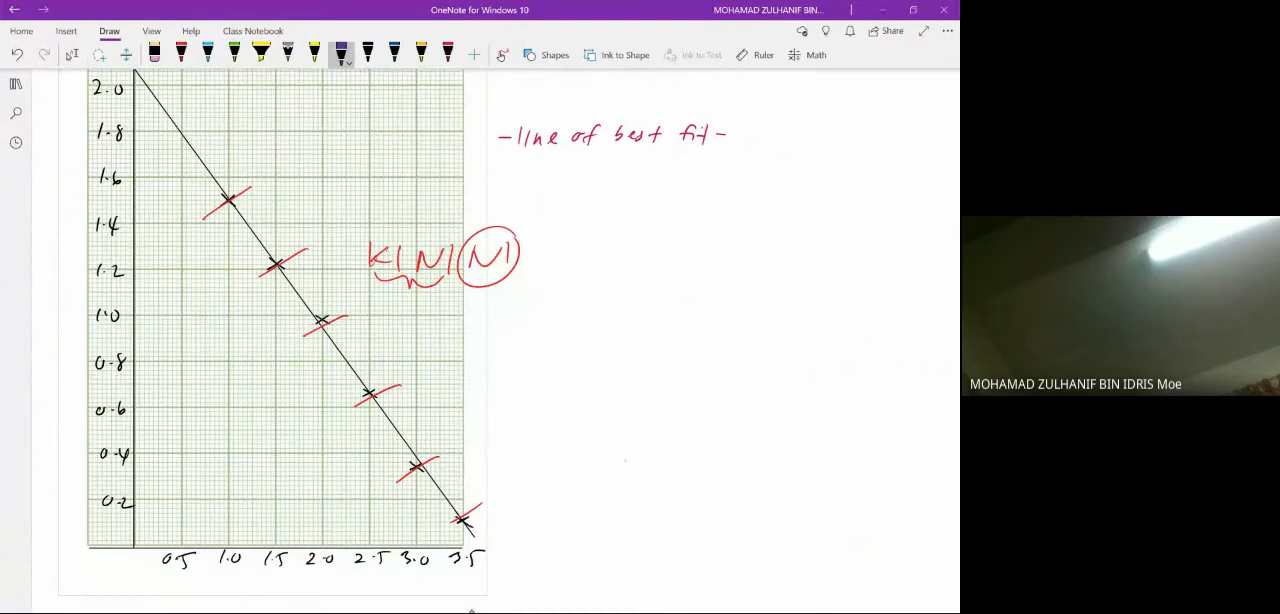 OneNote for Windows 10
MOHAMAD ZULHANIF BIN...
Home Insert Draw View Help Class Notebook
Share
Shapes Ink to Shape Ink to Text Ruler Math
2.0
1.8
1.6
1.4
1.2
1.0
0.8
0.6
0.4
0.2
0.5 1.0 1.5 2.0 2.5 3.0 3.5
-line of best fit-
K1 N1 N1
MOHAMAD ZULHANIF BIN IDRIS Moe